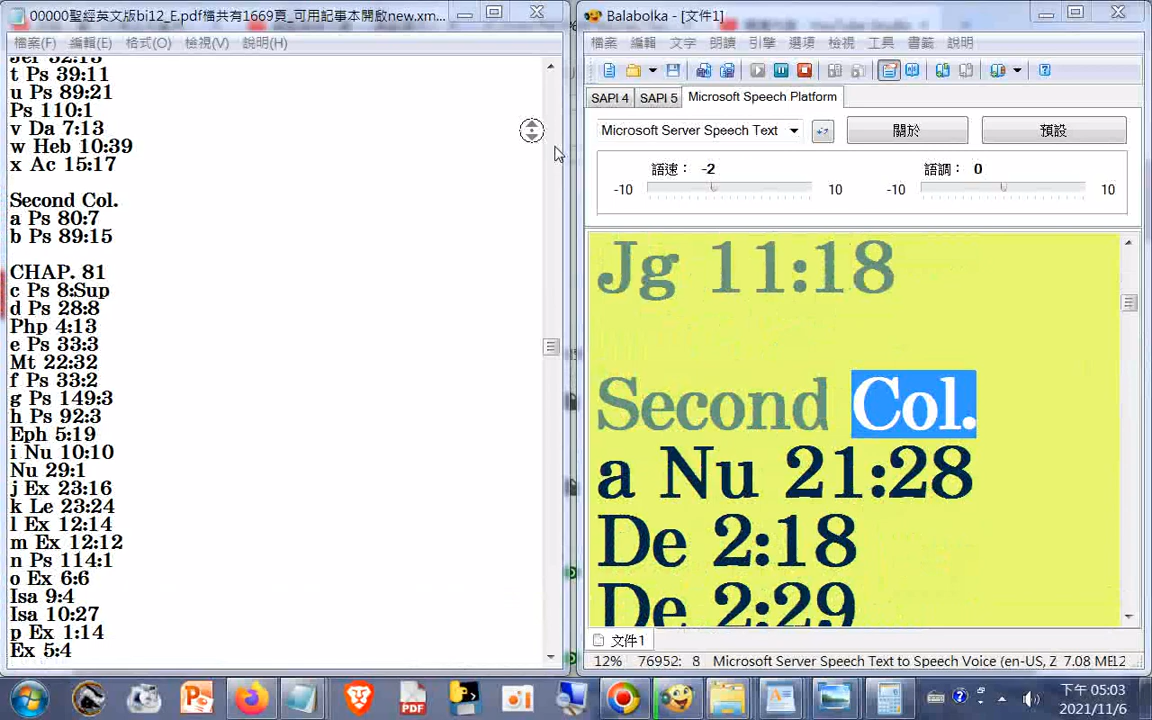 00000聖經英文版bi12_E.pdf檔共有1669頁_可用記事本開啟new.xm...
檔案(F) 編輯(E) 格式(O) 檢視(V) 說明(H)
Jer 32:15
t Ps 39:11
u Ps 89:21
Ps 110:1
v Da 7:13
w Heb 10:39
x Ac 15:17
Second Col.
a Ps 80:7
b Ps 89:15
CHAP. 81
c Ps 8:Sup
d Ps 28:8
Php 4:13
e Ps 33:3
Mt 22:32
f Ps 33:2
g Ps 149:3
h Ps 92:3
Eph 5:19
i Nu 10:10
Nu 29:1
j Ex 23:16
k Le 23:24
l Ex 12:14
m Ex 12:12
n Ps 114:1
o Ex 6:6
Isa 9:4
Isa 10:27
p Ex 1:14
Ex 5:4
Balabolka - [文件1]
檔案 編輯 文字 朗讀 引擎 選項 檢視 工具 書籤 說明
SAPI 4 SAPI 5 Microsoft Speech Platform
Microsoft Server Speech Text 關於 預設
語速： -2 語調： 0
-10 10 -10 10
Jg 11:18
Second Col.
a Nu 21:28
De 2:18
De 2:29
文件1
12% 76952: 8 Microsoft Server Speech Text to Speech Voice (en-US, Z 7.08 ME12
PDF
下午 05:03
2021/11/6